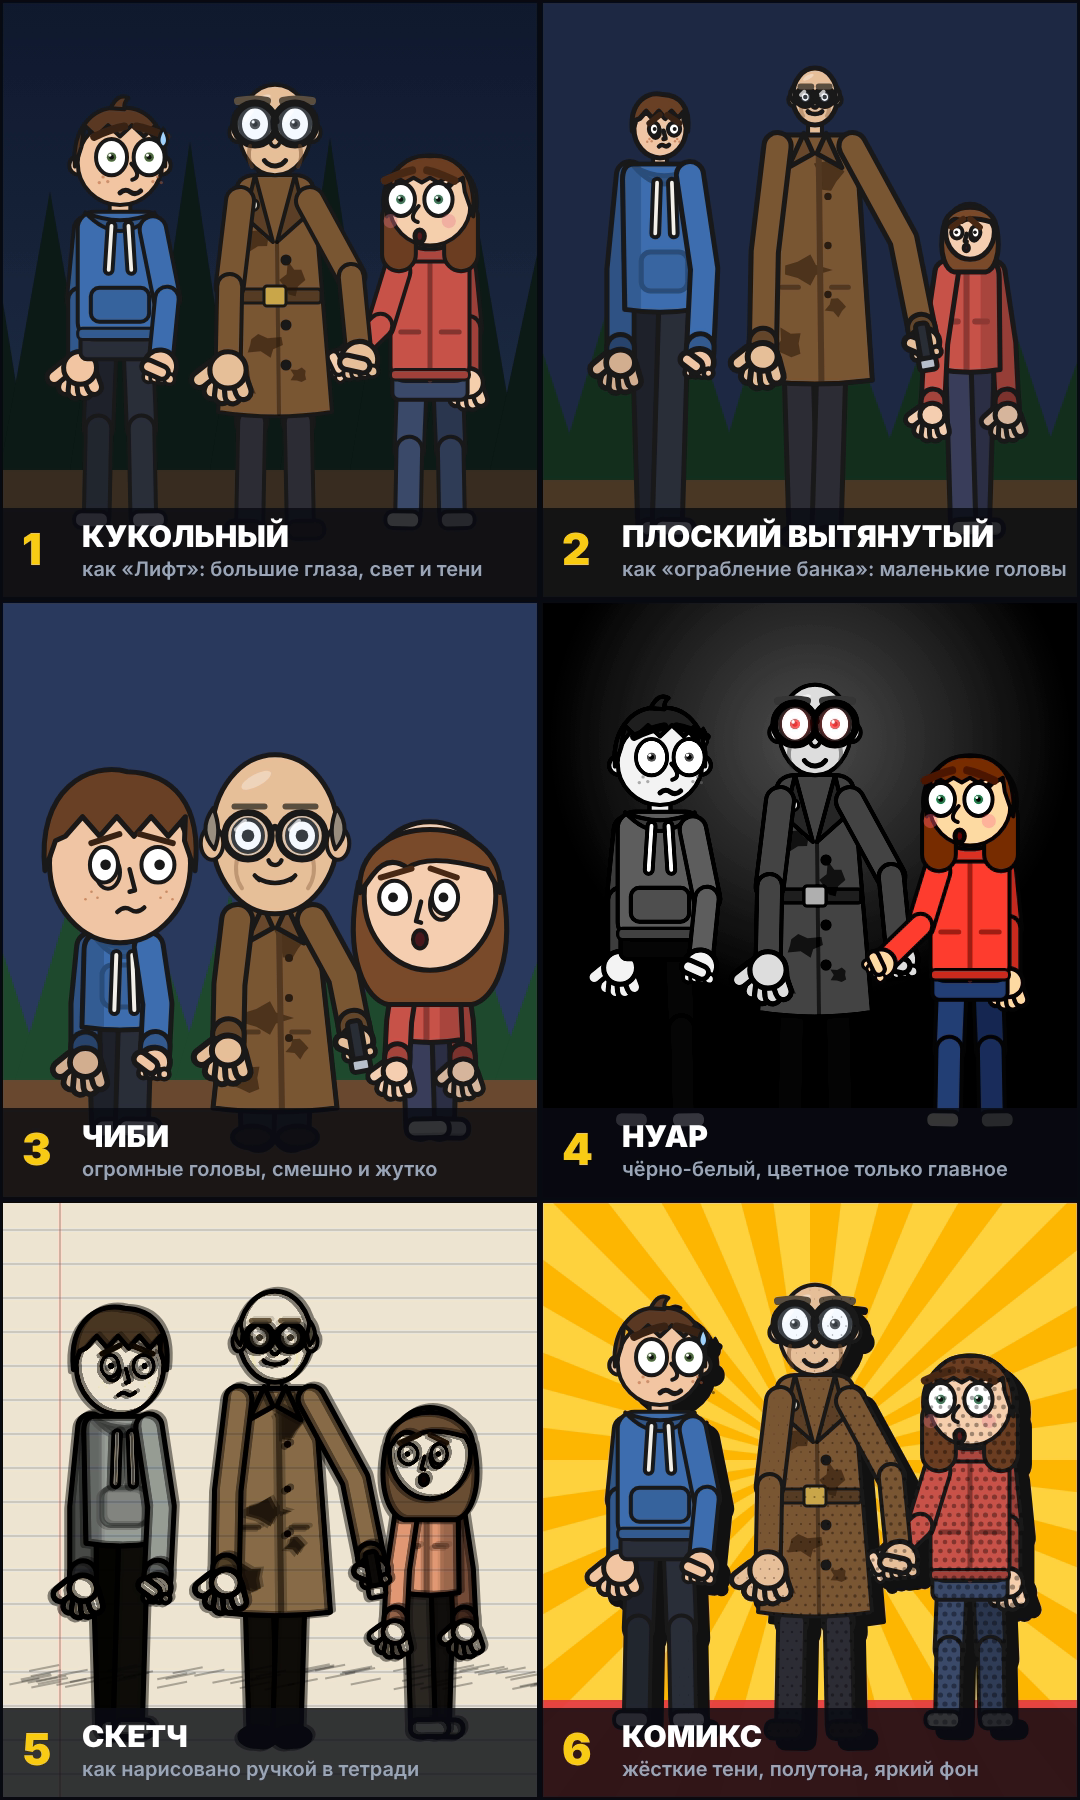 1
КУКОЛЬНЫЙ
как «Лифт»: большие глаза, свет и тени
2
ПЛОСКИЙ ВЫТЯНУТЫЙ
как «ограбление банка»: маленькие головы
3
ЧИБИ
огромные головы, смешно и жутко
4
НУАР
чёрно-белый, цветное только главное
5
СКЕТЧ
как нарисовано ручкой в тетради
6
КОМИКС
жёсткие тени, полутона, яркий фон